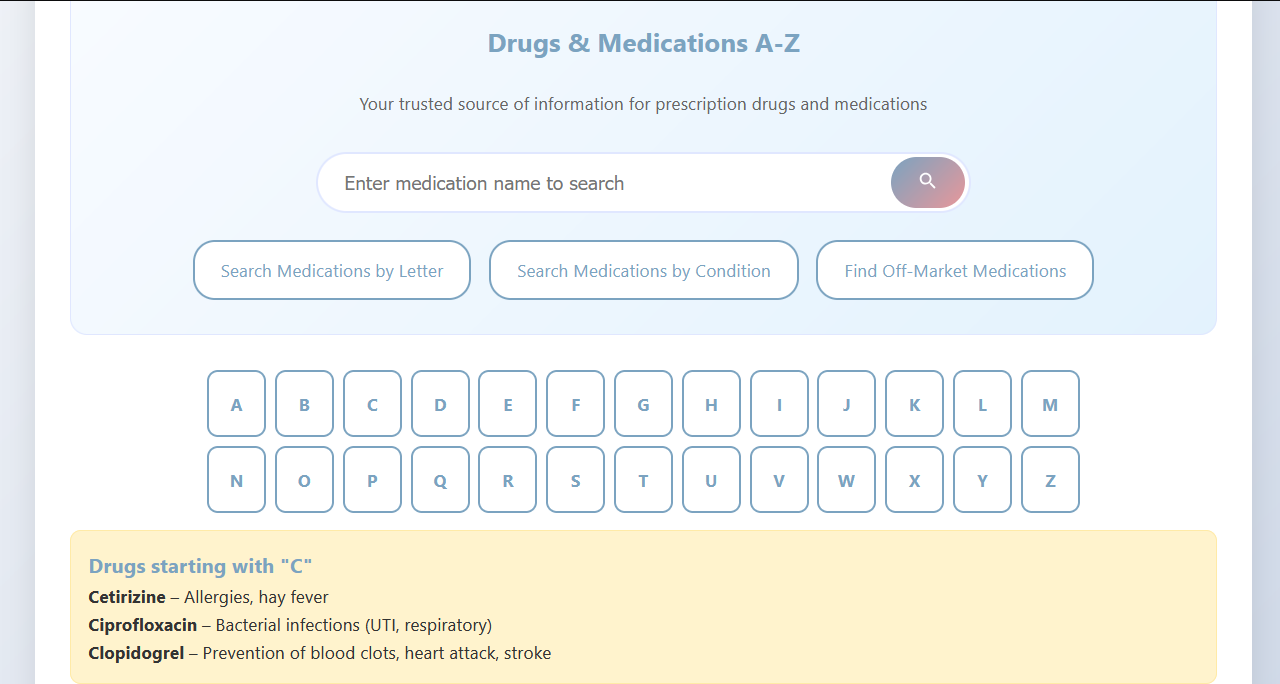 Drugs & Medications A-Z
Your trusted source of information for prescription drugs and medications
Enter medication name to search
Search Medications by Letter
Search Medications by Condition
Find Off-Market Medications
A B C D E F G H I J K L M
N O P Q R S T U V W X Y Z
Drugs starting with "C"
Cetirizine – Allergies, hay fever
Ciprofloxacin – Bacterial infections (UTI, respiratory)
Clopidogrel – Prevention of blood clots, heart attack, stroke